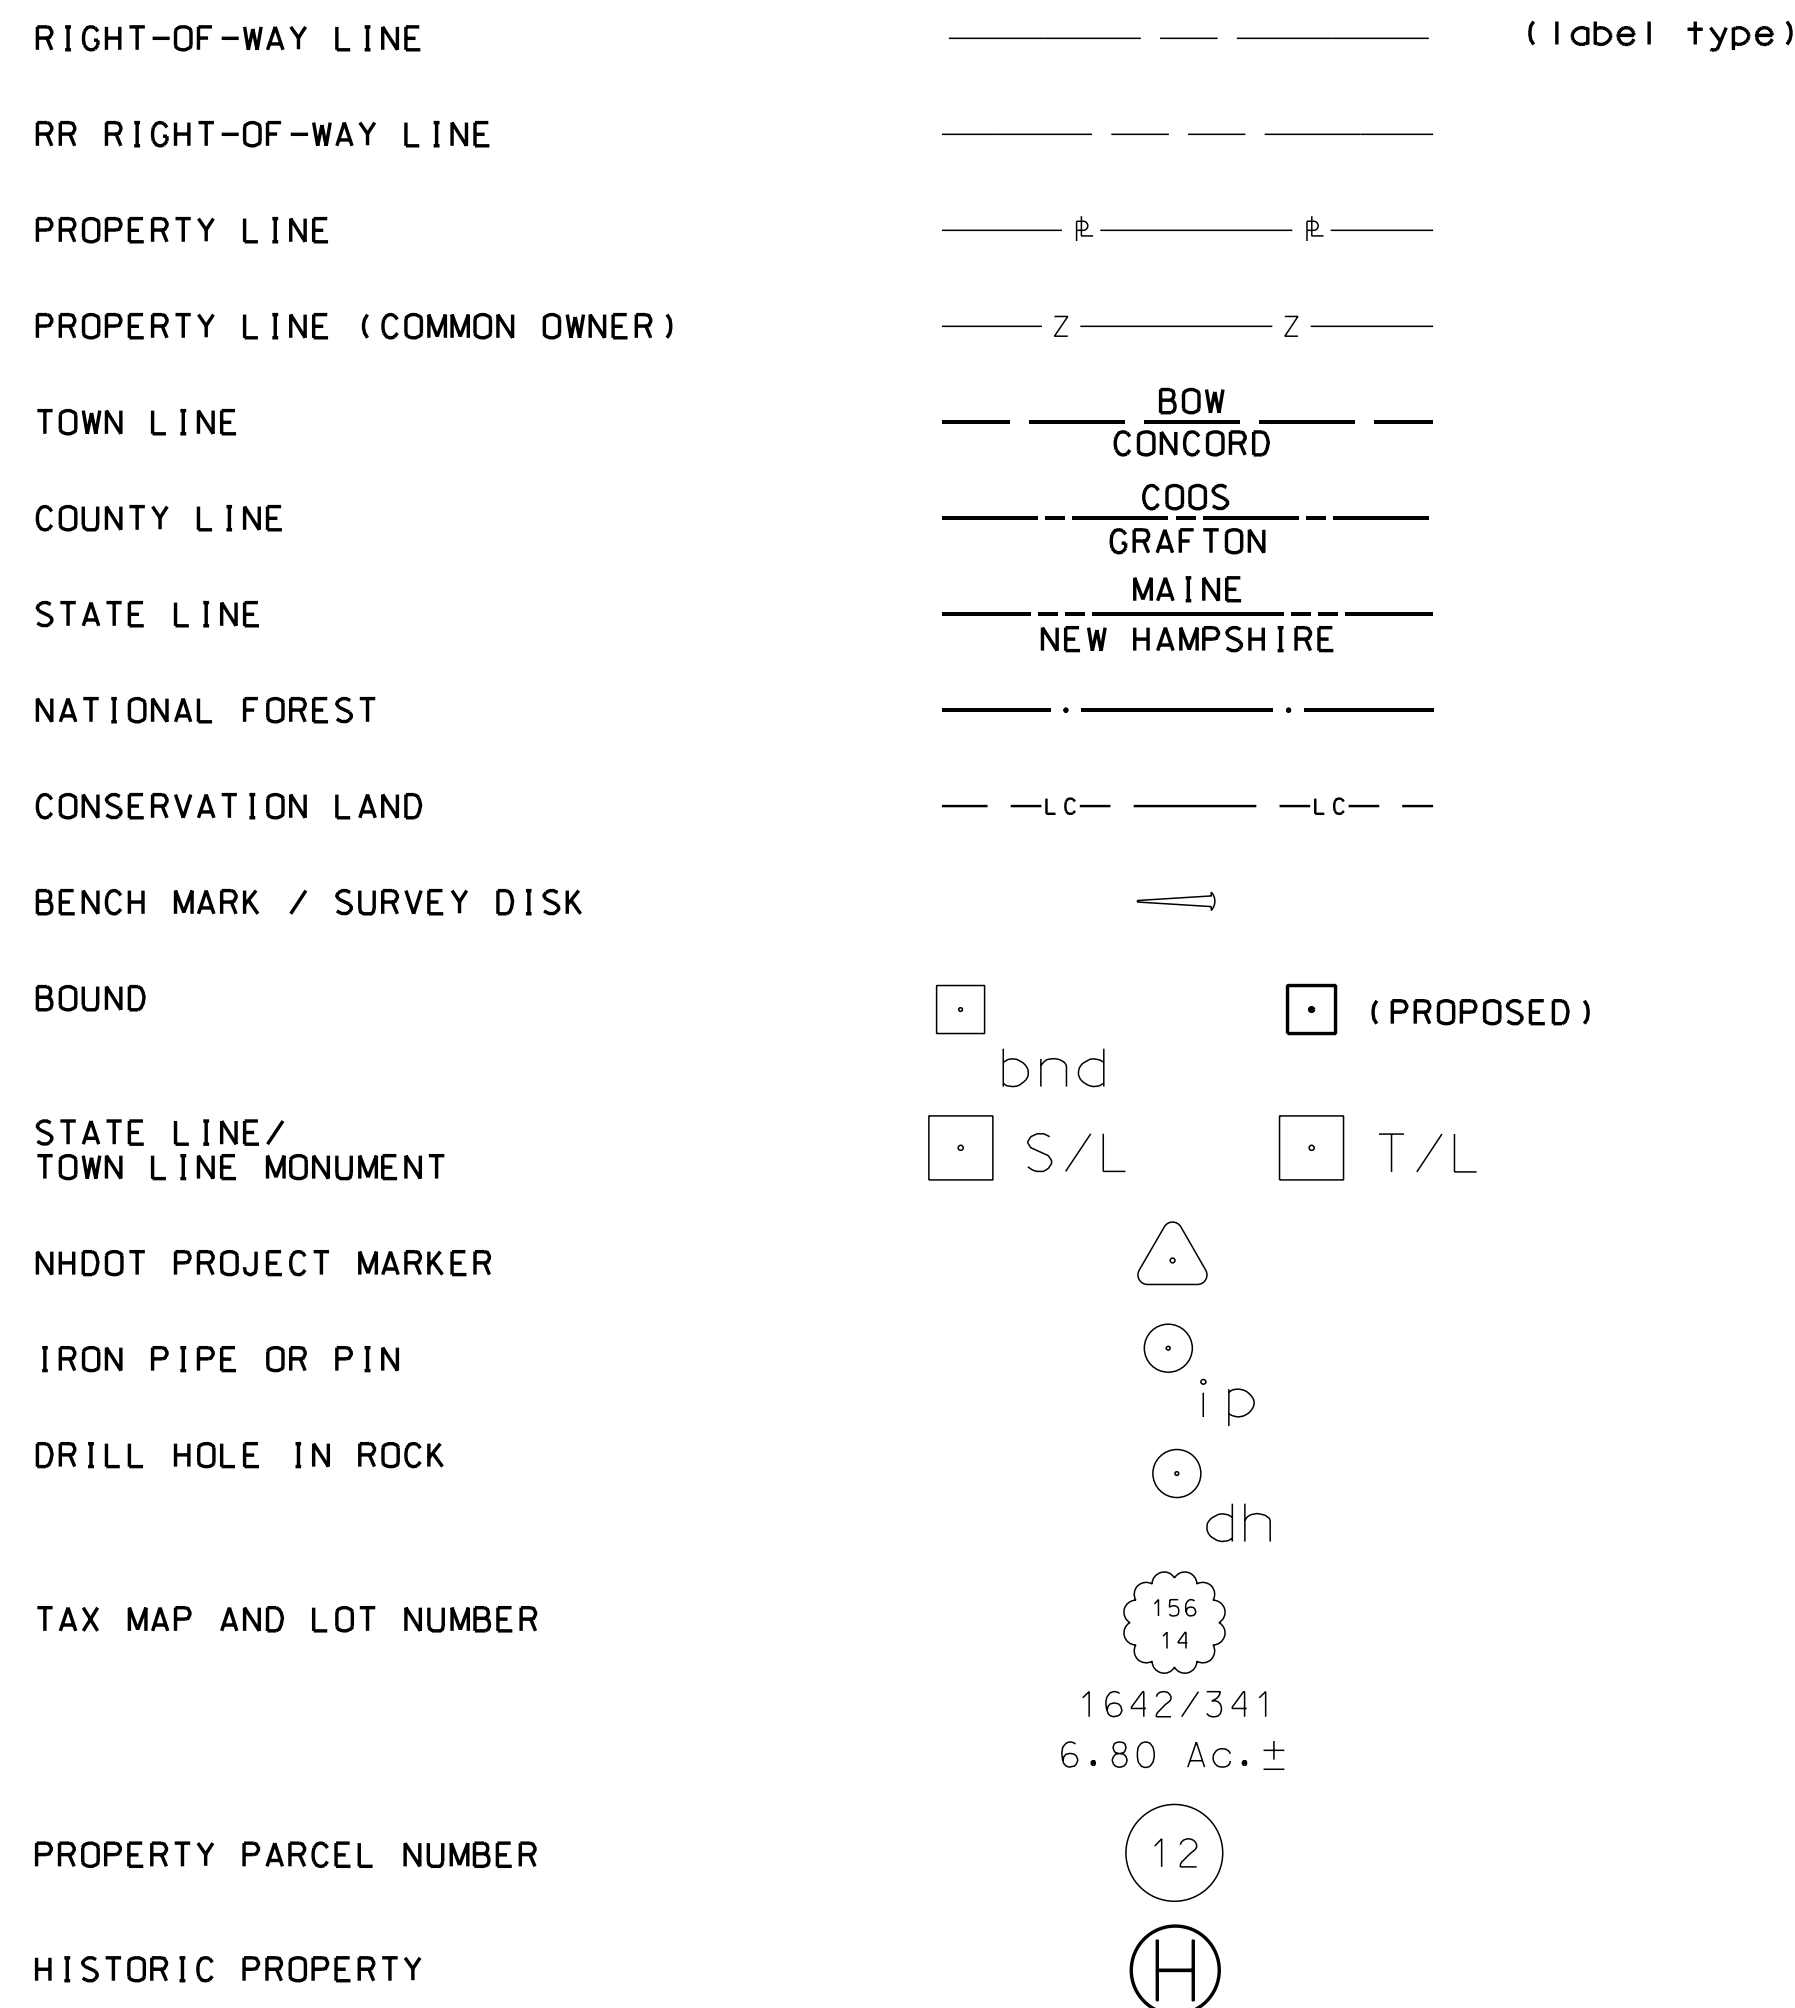 RIGHT-OF-WAY LINE (label type)
RR RIGHT-OF-WAY LINE
PROPERTY LINE PL PL
PROPERTY LINE (COMMON OWNER) Z Z
BOW
TOWN LINE
CONCORD
COOS
COUNTY LINE
GRAFTON
MAINE
STATE LINE
NEW HAMPSHIRE
NATIONAL FOREST
CONSERVATION LAND LC LC
BENCH MARK / SURVEY DISK
BOUND (PROPOSED)
bnd
STATE LINE/
TOWN LINE MONUMENT S/L T/L
NHDOT PROJECT MARKER
IRON PIPE OR PIN
ip
DRILL HOLE IN ROCK
dh
TAX MAP AND LOT NUMBER
156
14
1642/341
6.80 Ac.±
PROPERTY PARCEL NUMBER 12
HISTORIC PROPERTY H